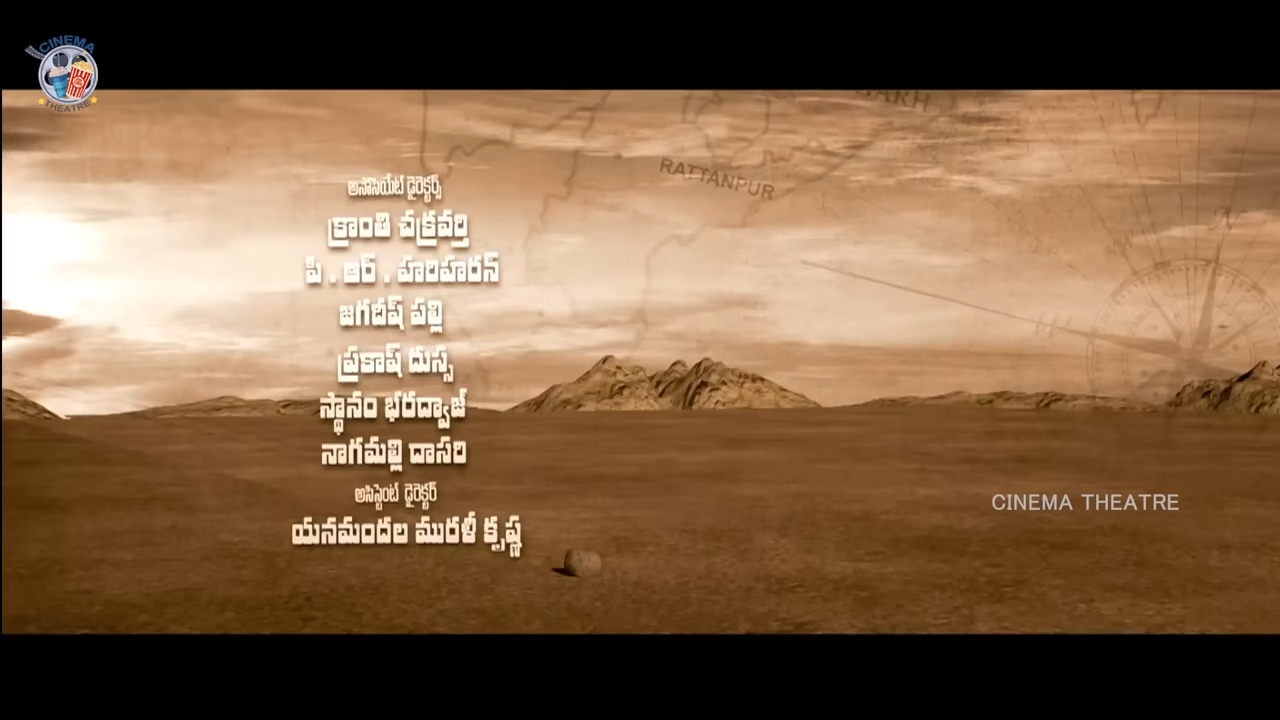 CINEMA
THEATRE
GARH
RATTANPUR
అసోసియేట్ డైరెక్టర్స్
క్రాంతి చక్రవర్తి
పి . ఆర్ . హరిహరన్
జగదీష్ పల్లి
ప్రకాష్ దుస్స
స్థానం భరద్వాజ్
నాగమల్లి దాసరి
అసిస్టెంట్ డైరెక్టర్
యనమందల మురళీ కృష్ణ
CINEMA THEATRE